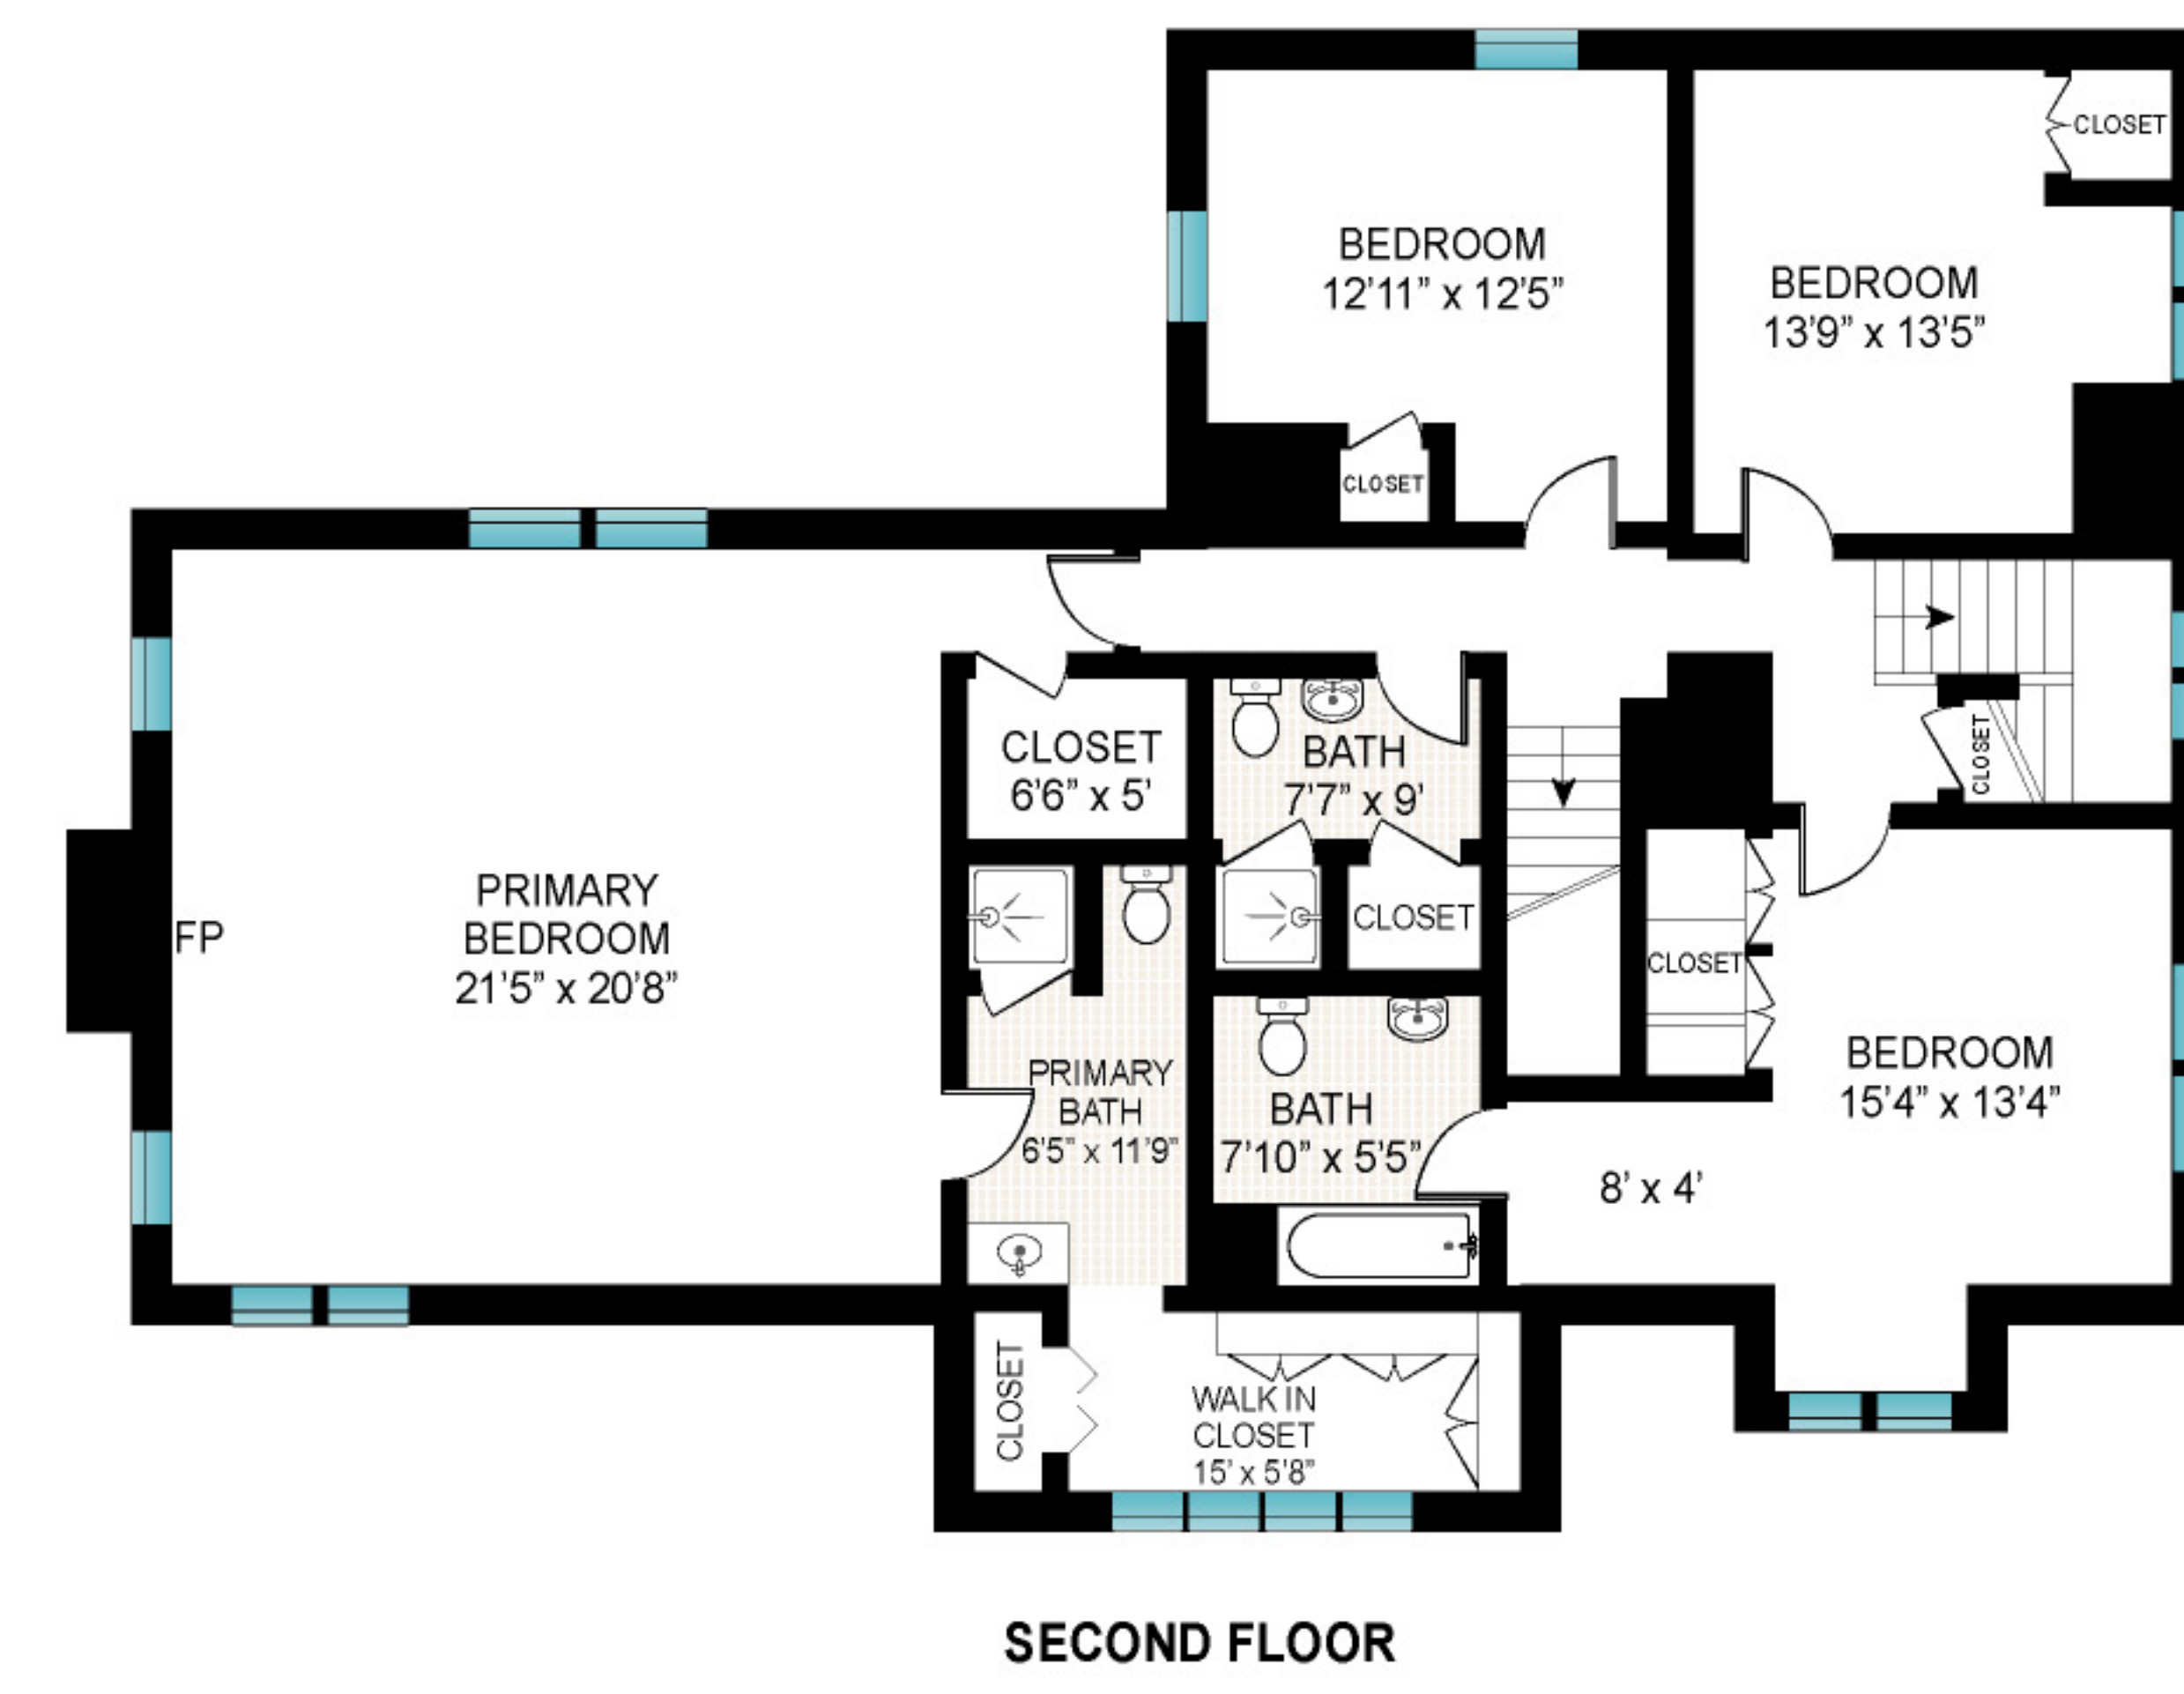 CLOSET
BEDROOM
12'11” x 12'5”
BEDROOM
13'9” x 13'5”
CLOSET
CLOSET
CLOSET
6'6” x 5'
BATH
7'7” x 9'
PRIMARY
BEDROOM
21'5” x 20'8”
FP
CLOSET
CLOSET
BEDROOM
15'4” x 13'4”
PRIMARY
BATH
6'5” x 11'9”
BATH
7'10” x 5'5”
8' x 4'
CLOSET
WALK IN
CLOSET
15' x 5'8”
SECOND FLOOR